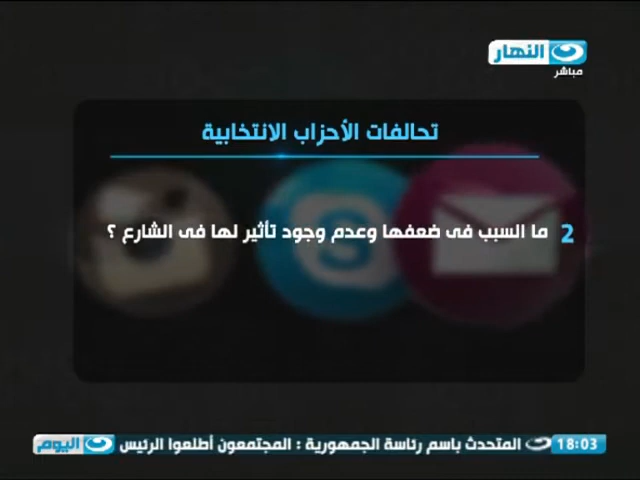 النهار
مباشر
تحالفات الأحزاب الانتخابية
2 ما السبب فى ضعفها وعدم وجود تأثير لها فى الشارع ؟
18:03 المتحدث باسم رئاسة الجمهورية : المجتمعون أطلعوا الرئيس
النهار اليوم